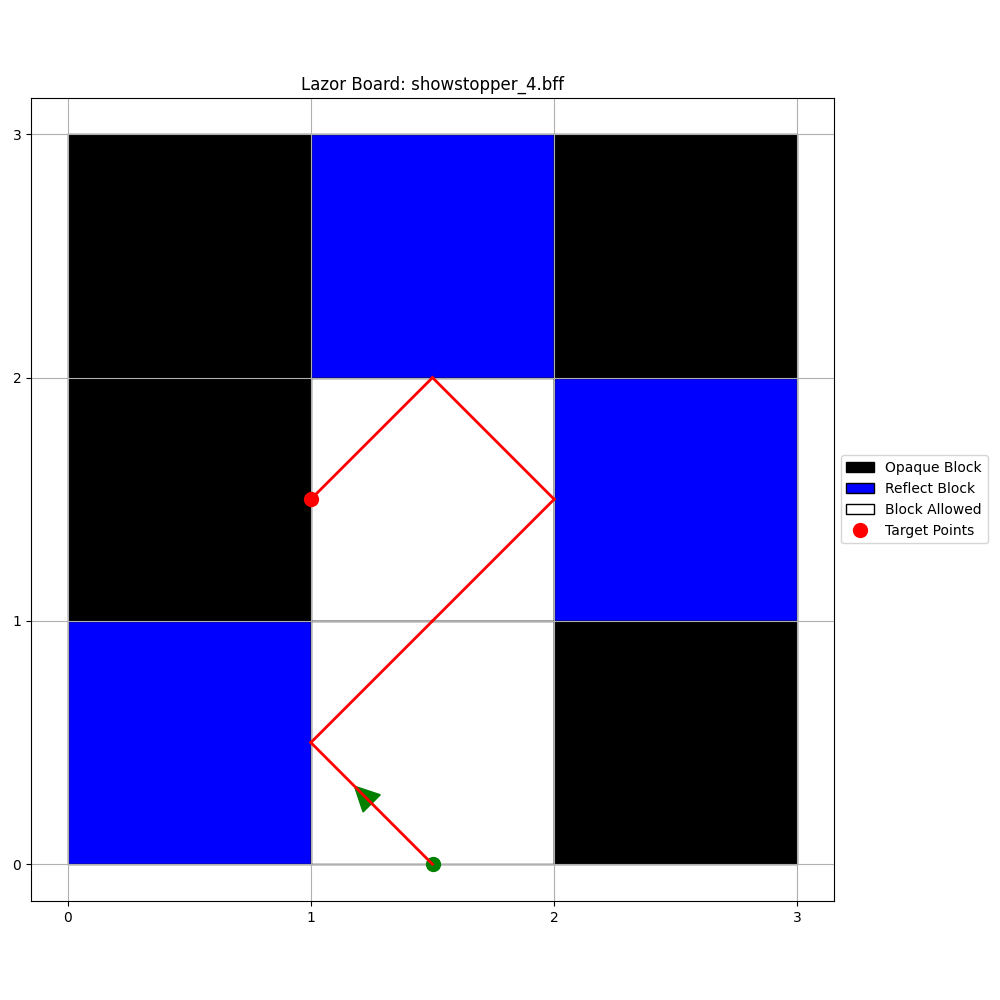 Lazor Board: showstopper_4.bff
3
2
1
0
0 1 2 3
Opaque Block
Reflect Block
Block Allowed
Target Points